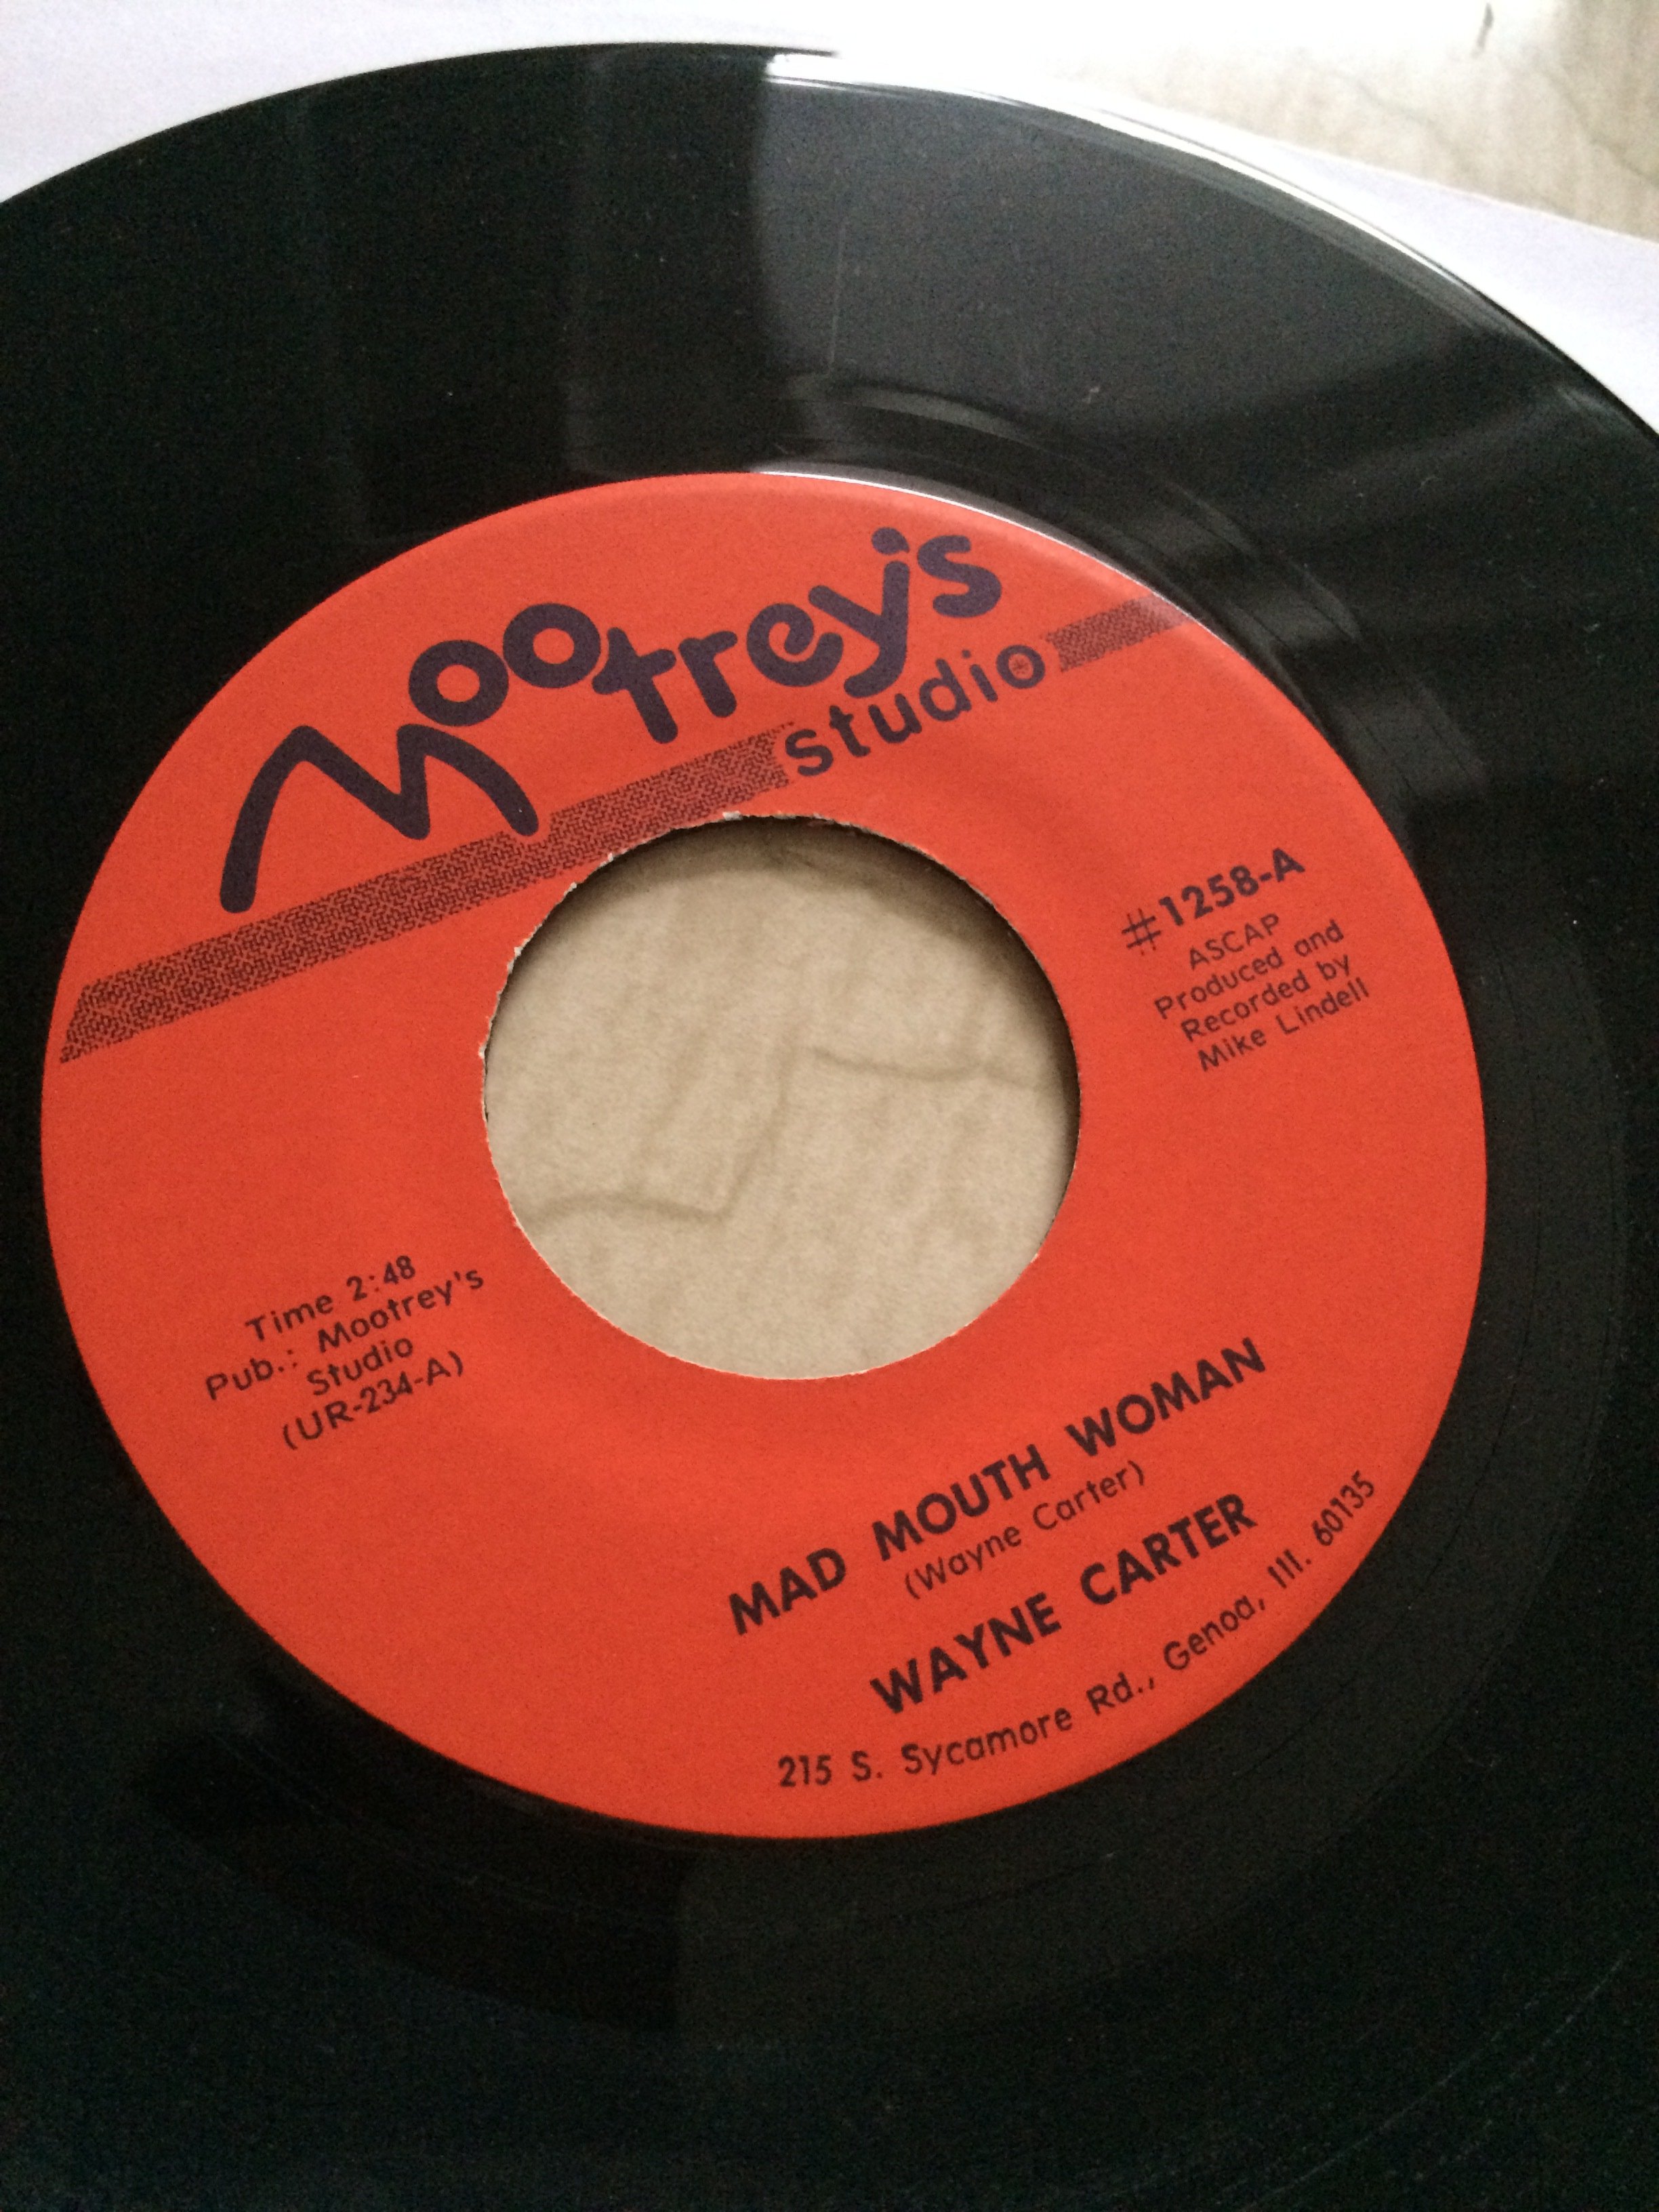 Mootrey's
studio
#1258-A
ASCAP
Produced and
Recorded by
Mike Lindell
Time 2:48
Pub.: Mootrey's
Studio
(UR-234-A)
MAD MOUTH WOMAN
(Wayne Carter)
WAYNE CARTER
215 S. Sycamore Rd., Genoa, Ill. 60135